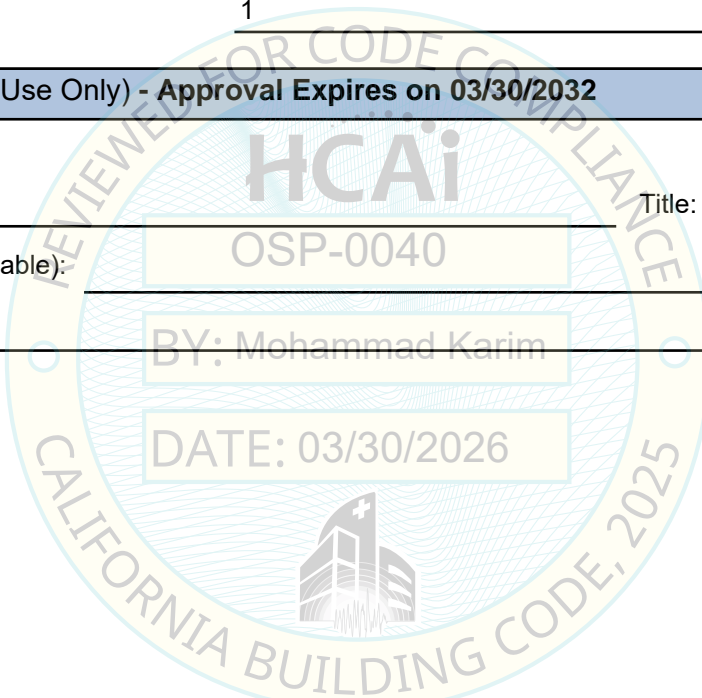 1
Use Only) - Approval Expires on 03/30/2032
REVIEWED FOR CODE COMPLIANCE
HCAi
Title:
OSP-0040
able):
BY: Mohammad Karim
DATE: 03/30/2026
CALIFORNIA BUILDING CODE, 2025